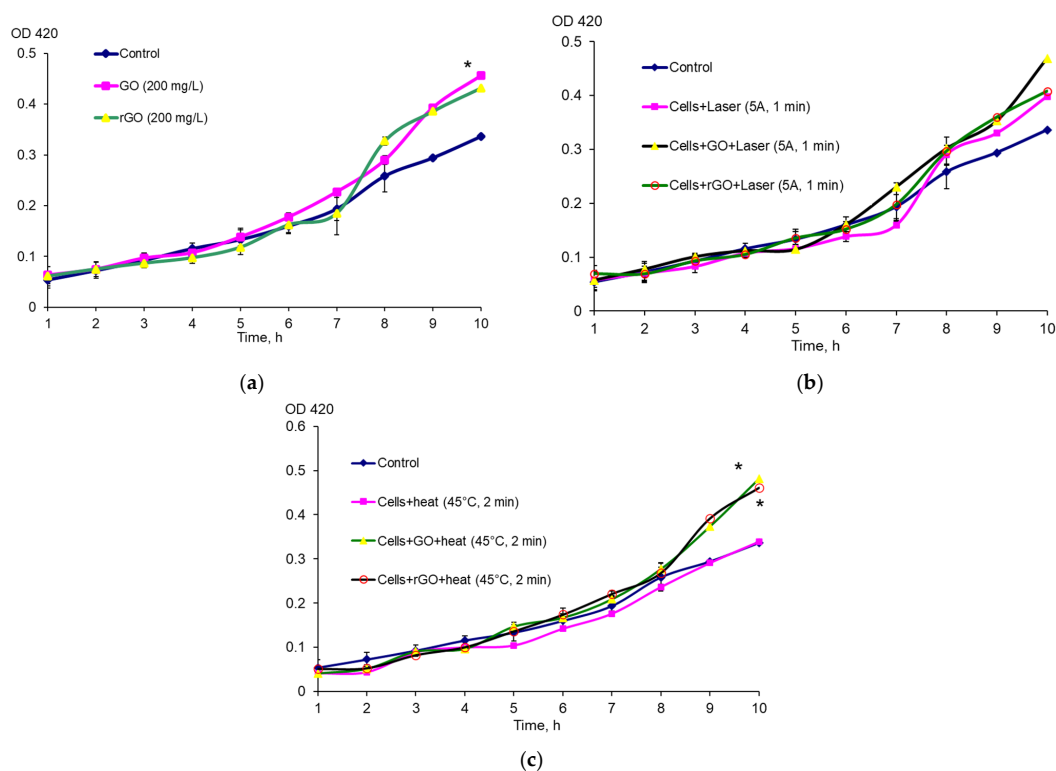 OD 420
0.5
0.4
0.3
0.2
0.1
0
Control
GO (200 mg/L)
rGO (200 mg/L)
*
1 2 3 4 5 6 7 8 9 10
Time, h
(a)
OD 420
0.5
0.4
0.3
0.2
0.1
0
Control
Cells+Laser (5A, 1 min)
Cells+GO+Laser (5A, 1 min)
Cells+rGO+Laser (5A, 1 min)
1 2 3 4 5 6 7 8 9 10
Time, h
(b)
OD 420
0.6
0.5
0.4
0.3
0.2
0.1
0
Control
Cells+heat (45°C, 2 min)
Cells+GO+heat (45°C, 2 min)
Cells+rGO+heat (45°C, 2 min)
*
*
1 2 3 4 5 6 7 8 9 10
Time, h
(c)